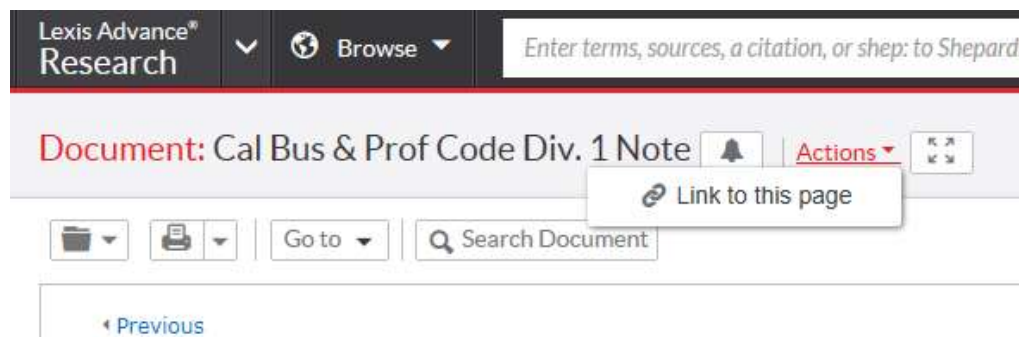 Lexis Advance®
Research
Browse
Enter terms, sources, a citation, or shep: to Shepard
Document: Cal Bus & Prof Code Div. 1 Note
Actions
Link to this page
Go to
Search Document
Previous